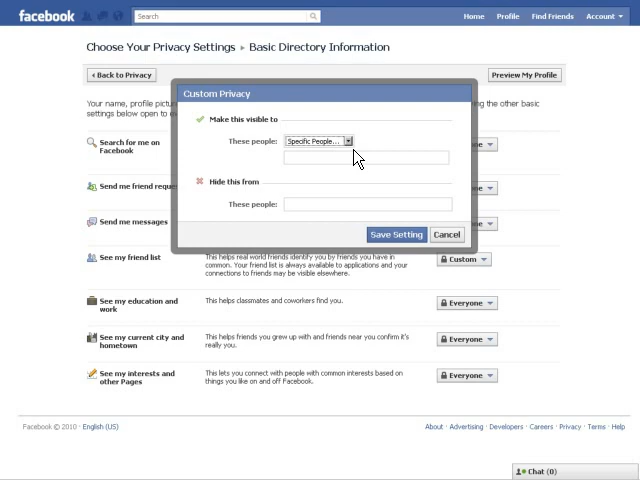 facebook Search Home Profile Find Friends Account
Choose Your Privacy Settings ▸ Basic Directory Information
Back to Privacy Preview My Profile
Custom Privacy
Your name, profile ing the other basic
settings below open to
Make this visible to
Search for me on
Facebook
These people: Specific People...
Send me friend
Hide this from
These people:
Send me messages
Save Setting Cancel
See my friend list This helps real world friends identify you by friends you have in Custom
common. Your friend list is always available to applications and your
connections to friends may be visible elsewhere.
See my education and This helps classmates and coworkers find you. Everyone
work
See my current city and This helps friends you grew up with and friends near you confirm it's Everyone
hometown really you.
See my interests and This lets you connect with people with common interests based on Everyone
other Pages things you like on and off Facebook.
Facebook © 2010 · English (US) About · Advertising · Developers · Careers · Privacy · Terms · Help
Chat (0)